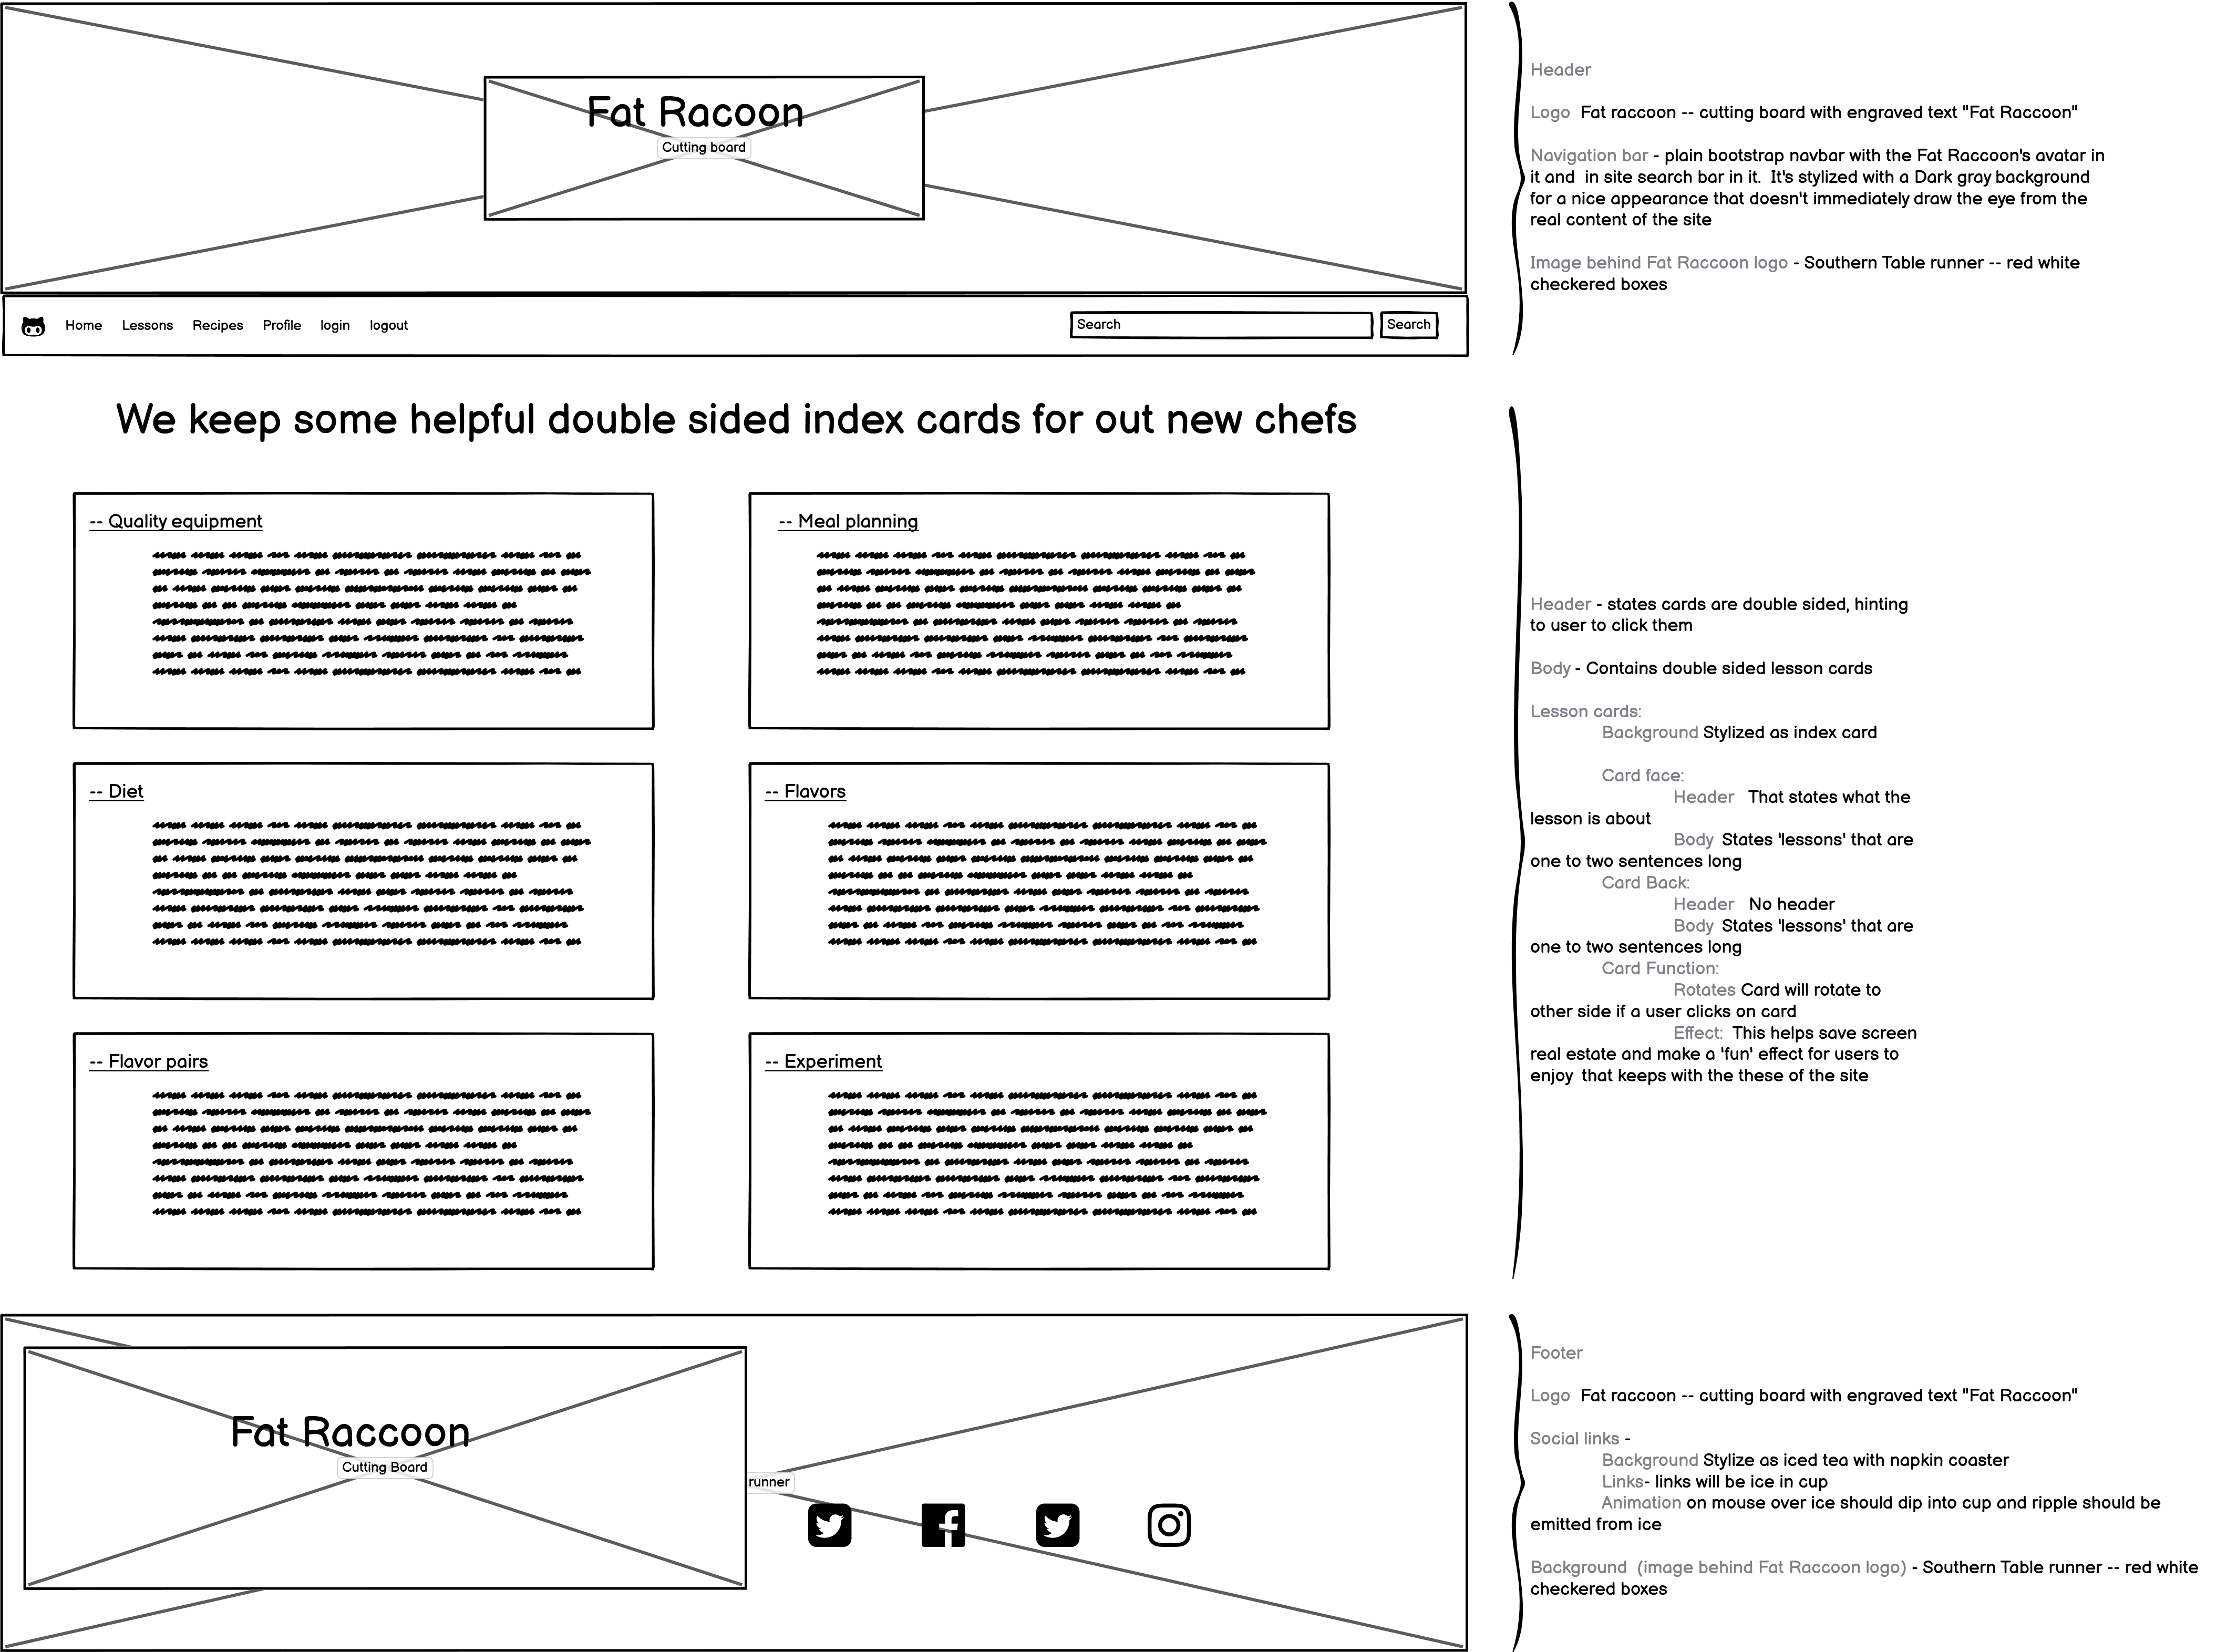 Fat Racoon
Cutting board
Home Lessons Recipes Profile login logout
Search Search
Header
Logo Fat raccoon -- cutting board with engraved text "Fat Raccoon"
Navigation bar - plain bootstrap navbar with the Fat Raccoon's avatar in
it and in site search bar in it. It's stylized with a Dark gray background
for a nice appearance that doesn't immediately draw the eye from the
real content of the site
Image behind Fat Raccoon logo - Southern Table runner -- red white
checkered boxes
We keep some helpful double sided index cards for out new chefs
-- Quality equipment
-- Meal planning
-- Diet
-- Flavors
-- Flavor pairs
-- Experiment
Header - states cards are double sided, hinting
to user to click them
Body - Contains double sided lesson cards
Lesson cards:
Background Stylized as index card
Card face:
Header That states what the
lesson is about
Body States 'lessons' that are
one to two sentences long
Card Back:
Header No header
Body States 'lessons' that are
one to two sentences long
Card Function:
Rotates Card will rotate to
other side if a user clicks on card
Effect: This helps save screen
real estate and make a 'fun' effect for users to
enjoy that keeps with the these of the site
Fat Raccoon
Cutting Board
runner
Footer
Logo Fat raccoon -- cutting board with engraved text "Fat Raccoon"
Social links -
Background Stylize as iced tea with napkin coaster
Links- links will be ice in cup
Animation on mouse over ice should dip into cup and ripple should be
emitted from ice
Background (image behind Fat Raccoon logo) - Southern Table runner -- red white
checkered boxes